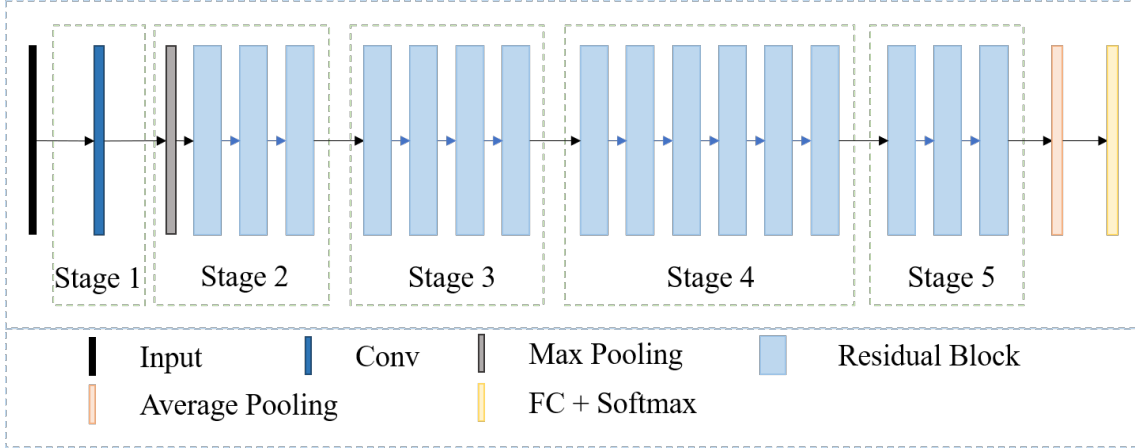 Stage 1
Stage 2
Stage 3
Stage 4
Stage 5
Input
Conv
Max Pooling
Residual Block
Average Pooling
FC + Softmax